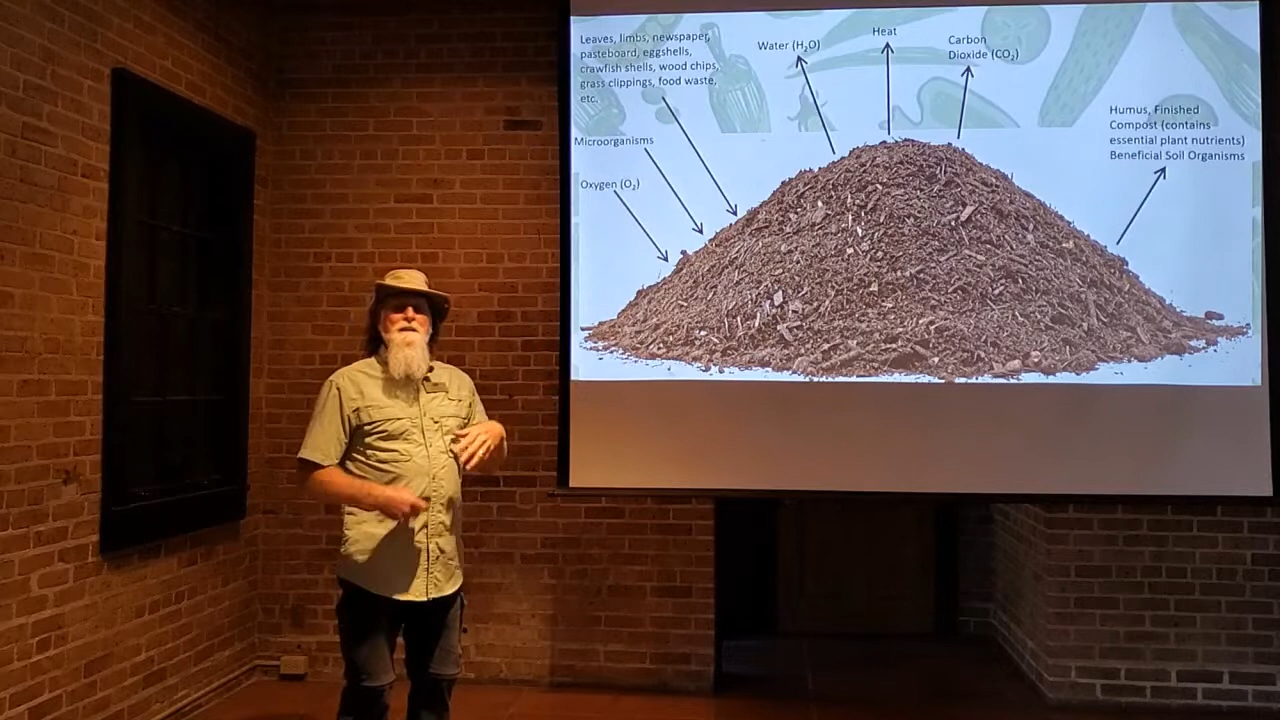 Leaves, limbs, newspaper,
pasteboard, eggshells,
crawfish shells, wood chips,
grass clippings, food waste,
etc.
Microorganisms
Oxygen (O₂)
Water (H₂O)
Heat
Carbon
Dioxide (CO₂)
Humus, Finished
Compost (contains
essential plant nutrients)
Beneficial Soil Organisms